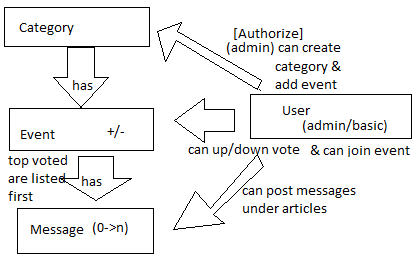 Category
[Authorize]
(admin) can create
category &
add event
has
User
(admin/basic)
Event +/-
can up/down vote & can join event
top voted
are listed
first
has
can post messages
under articles
Message (0->n)